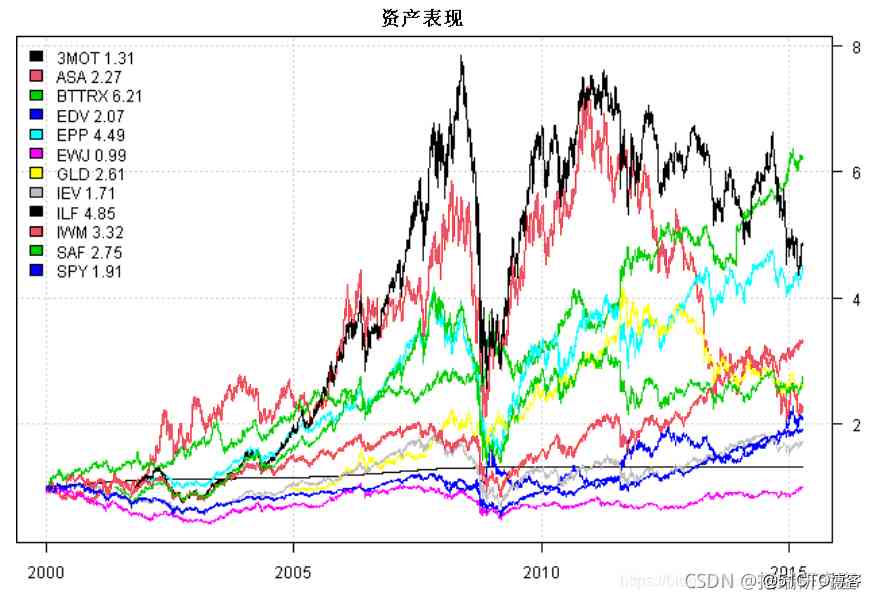 资产表现
3MOT 1.31
ASA 2.27
BTTRX 6.21
EDV 2.07
EPP 4.49
EWJ 0.99
GLD 2.61
IEV 1.71
ILF 4.85
IWM 3.32
SAF 2.75
SPY 1.91
8
6
4
2
2000
2005
2010
2015
CSDN